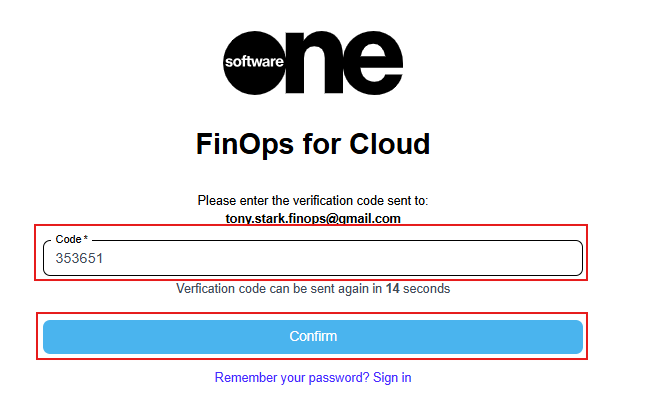 software one
FinOps for Cloud
Please enter the verification code sent to:
tony.stark.finops@gmail.com
Code *
353651
Verfication code can be sent again in 14 seconds
Confirm
Remember your password? Sign in